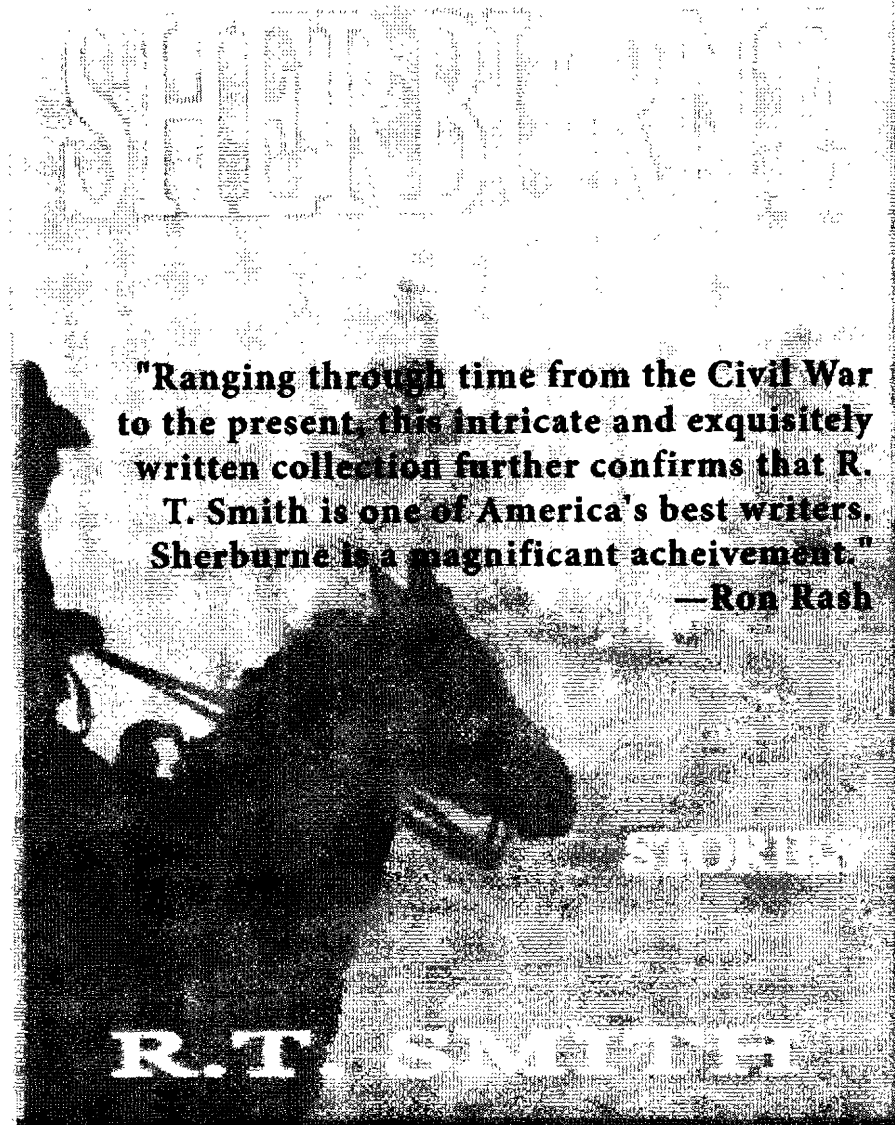 SHERBURNE
"Ranging through time from the Civil War
to the present, this intricate and exquisitely
written collection further confirms that R.
T. Smith is one of America's best writers.
Sherburne is a magnificant acheivement."
—Ron Rash
STORIES
R.T. SMITH